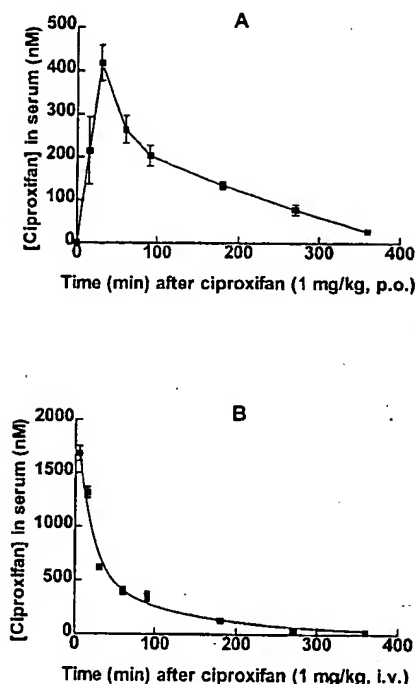 A
[Ciproxifan] in serum (nM)
500
400
300
200
100
0
0 100 200 300 400
Time (min) after ciproxifan (1 mg/kg, p.o.)
B
[Ciproxifan] in serum (nM)
2000
1500
1000
500
0
0 100 200 300 400
Time (min) after ciproxifan (1 mg/kg, i.v.)